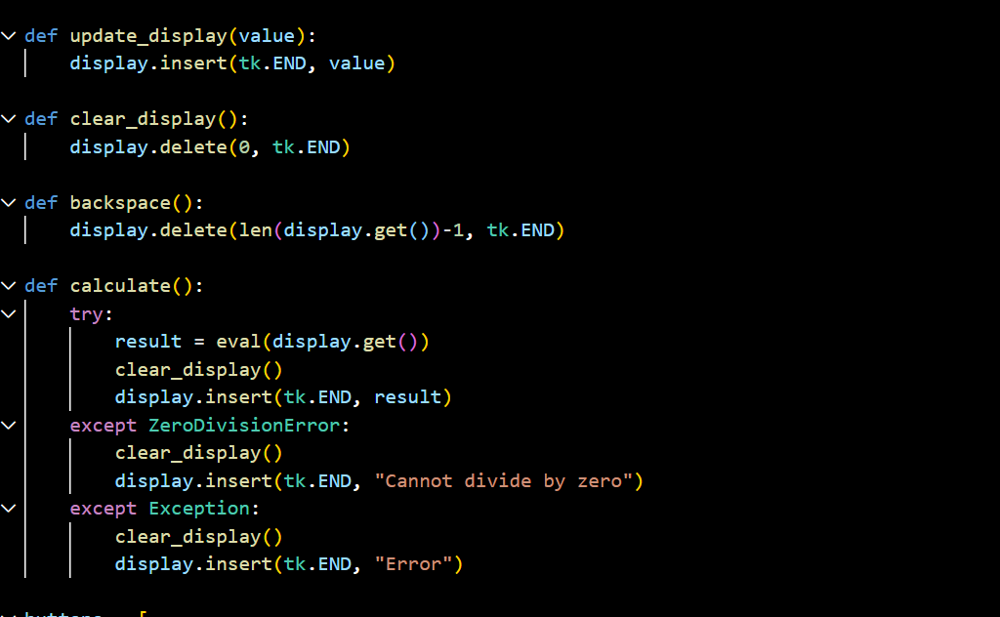 def update_display(value):
    display.insert(tk.END, value)
def clear_display():
    display.delete(0, tk.END)
def backspace():
    display.delete(len(display.get())-1, tk.END)
def calculate():
    try:
        result = eval(display.get())
        clear_display()
        display.insert(tk.END, result)
    except ZeroDivisionError:
        clear_display()
        display.insert(tk.END, "Cannot divide by zero")
    except Exception:
        clear_display()
        display.insert(tk.END, "Error")